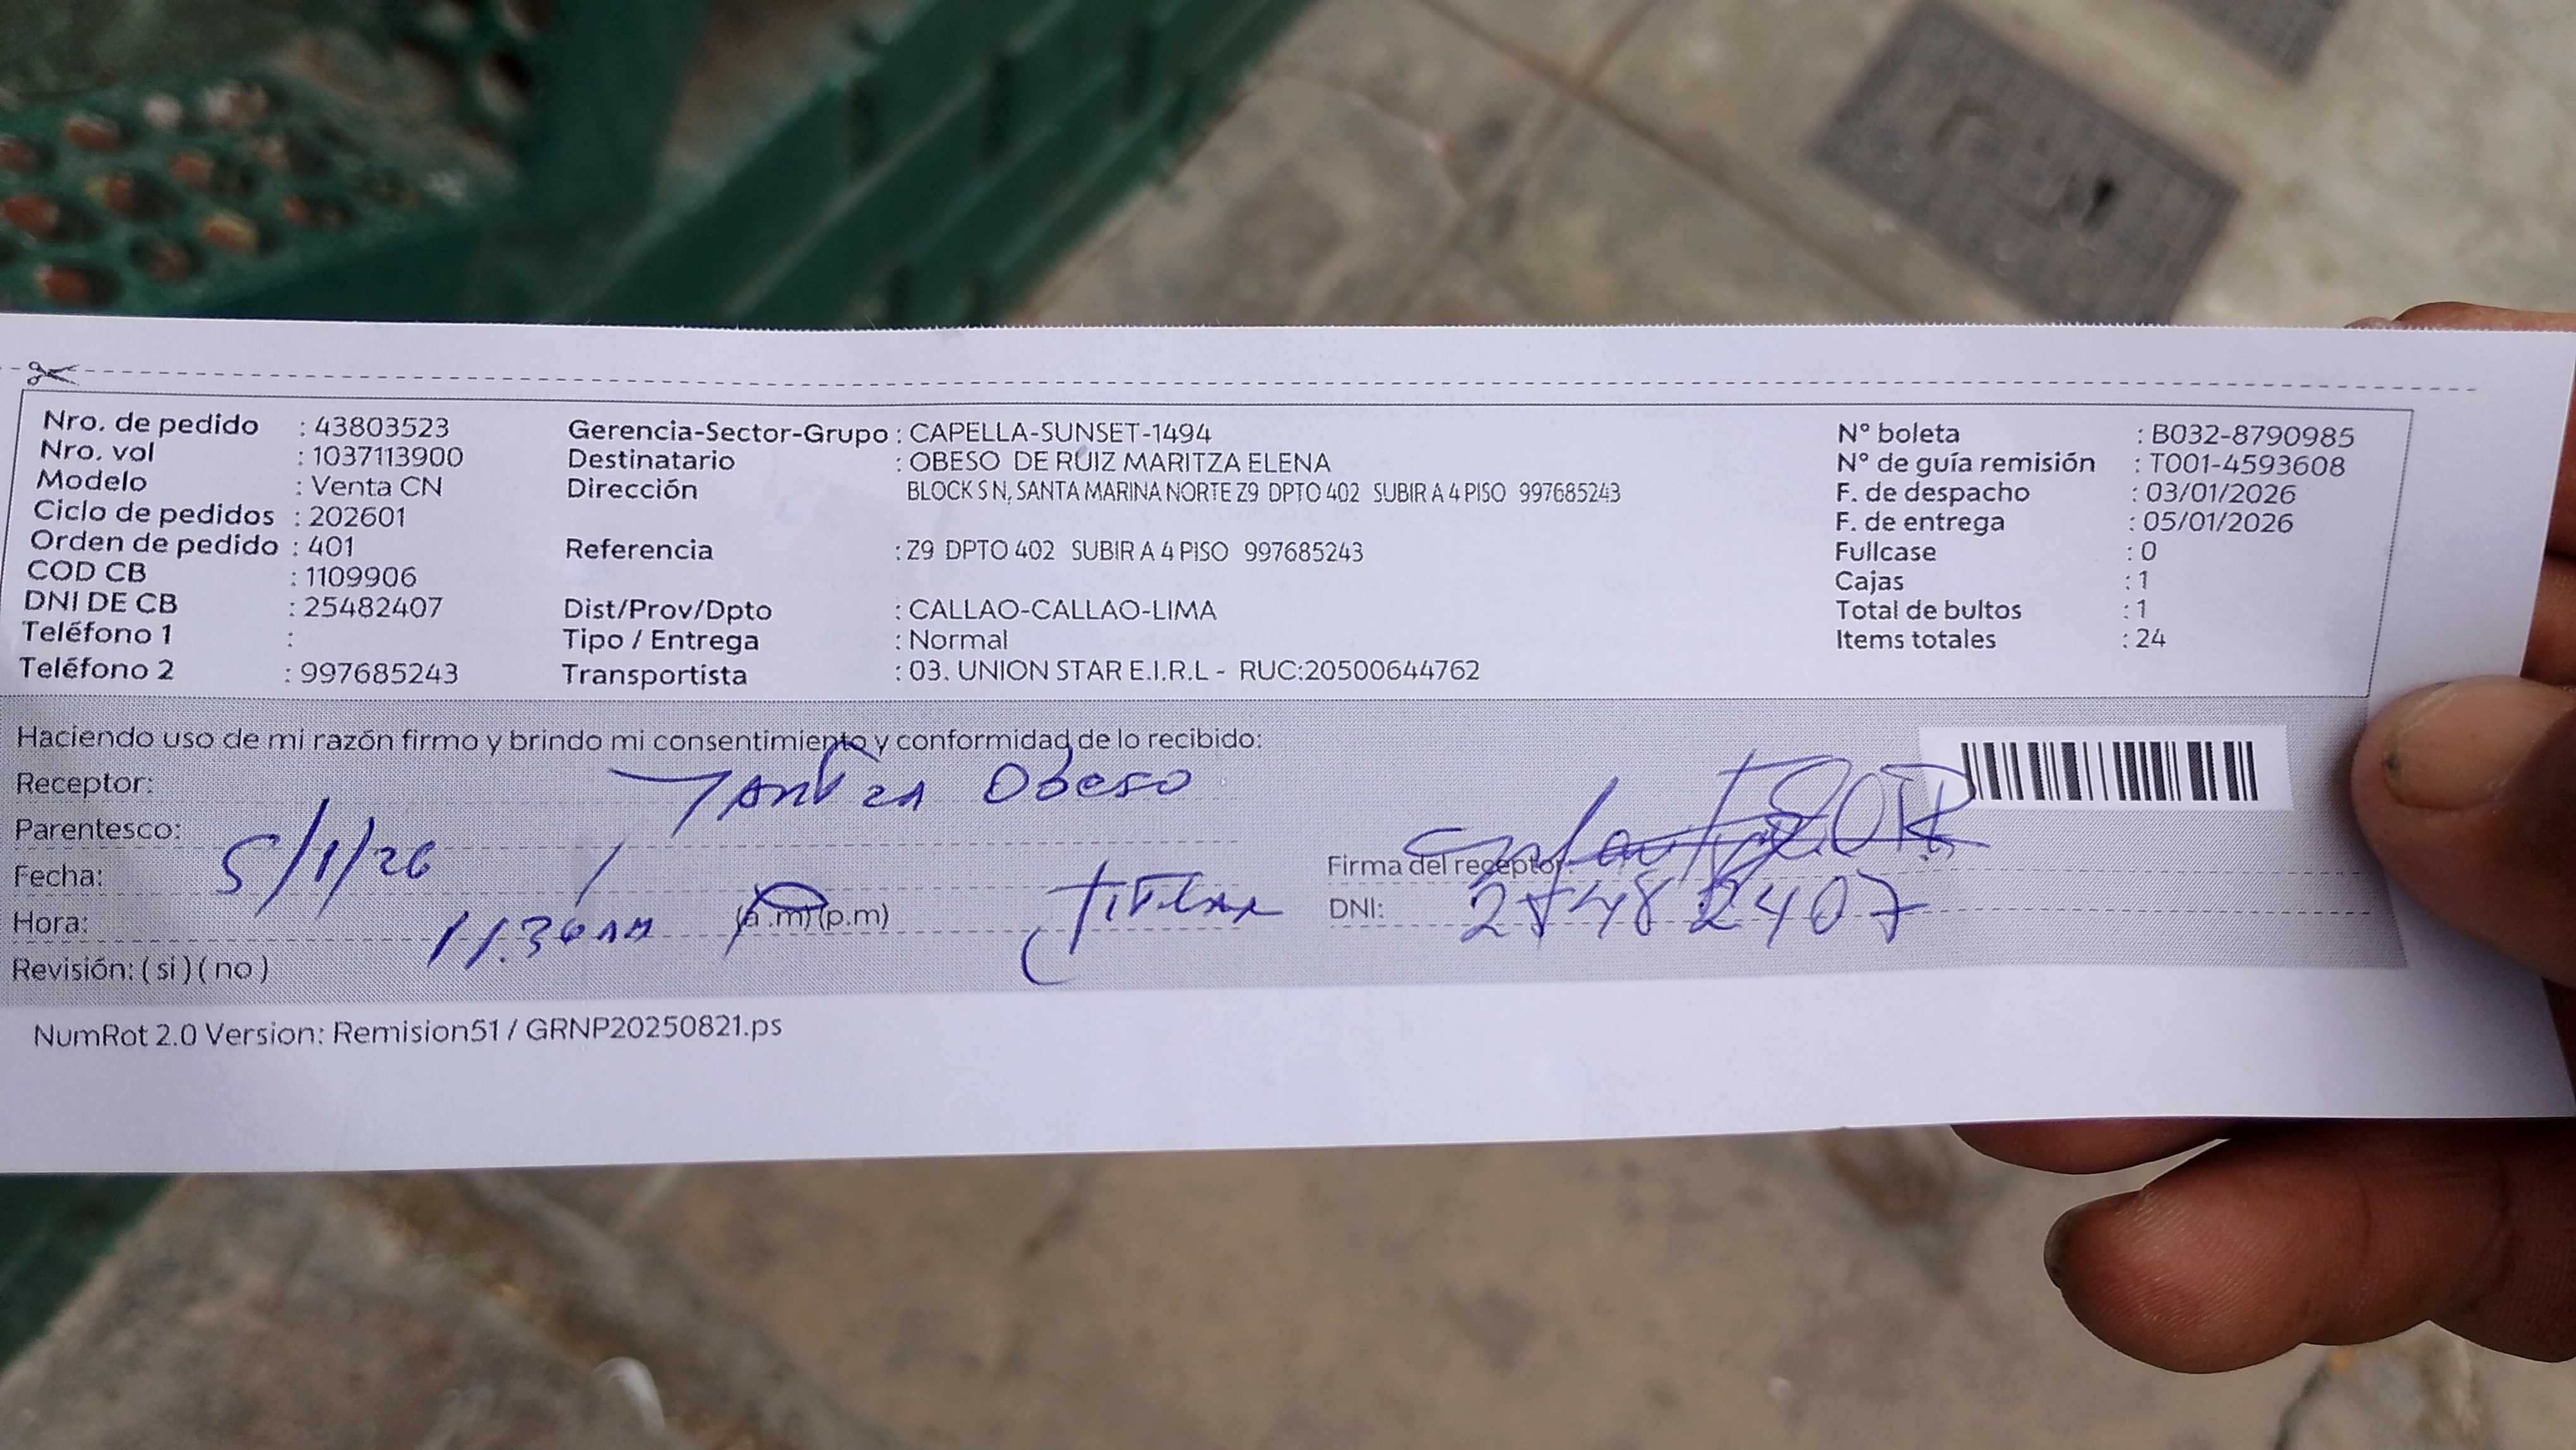 Nro. de pedido : 43803523
Nro. vol : 1037113900
Modelo : Venta CN
Ciclo de pedidos : 202601
Orden de pedido : 401
COD CB : 1109906
DNI DE CB : 25482407
Teléfono 1 :
Teléfono 2 : 997685243
Gerencia-Sector-Grupo : CAPELLA-SUNSET-1494
Destinatario : OBESO DE RUIZ MARITZA ELENA
Dirección BLOCK S N, SANTA MARINA NORTE Z9 DPTO 402 SUBIR A 4 PISO 997685243
Referencia : Z9 DPTO 402 SUBIR A 4 PISO 997685243
Dist/Prov/Dpto : CALLAO-CALLAO-LIMA
Tipo / Entrega : Normal
Transportista : 03. UNION STAR E.I.R.L - RUC:20500644762
N° boleta : B032-8790985
N° de guía remisión : T001-4593608
F. de despacho : 03/01/2026
F. de entrega : 05/01/2026
Fullcase : 0
Cajas : 1
Total de bultos : 1
Items totales : 24
Haciendo uso de mi razón firmo y brindo mi consentimiento y conformidad de lo recibido:
Receptor: Maritza Obeso
Parentesco:
Fecha: 5/1/26
Hora: 11.30 AM (a.m)(p.m) Titular
Revisión: ( si ) ( no )
Firma del receptor:
DNI: 25482407
NumRot 2.0 Version: Remision51 / GRNP20250821.ps